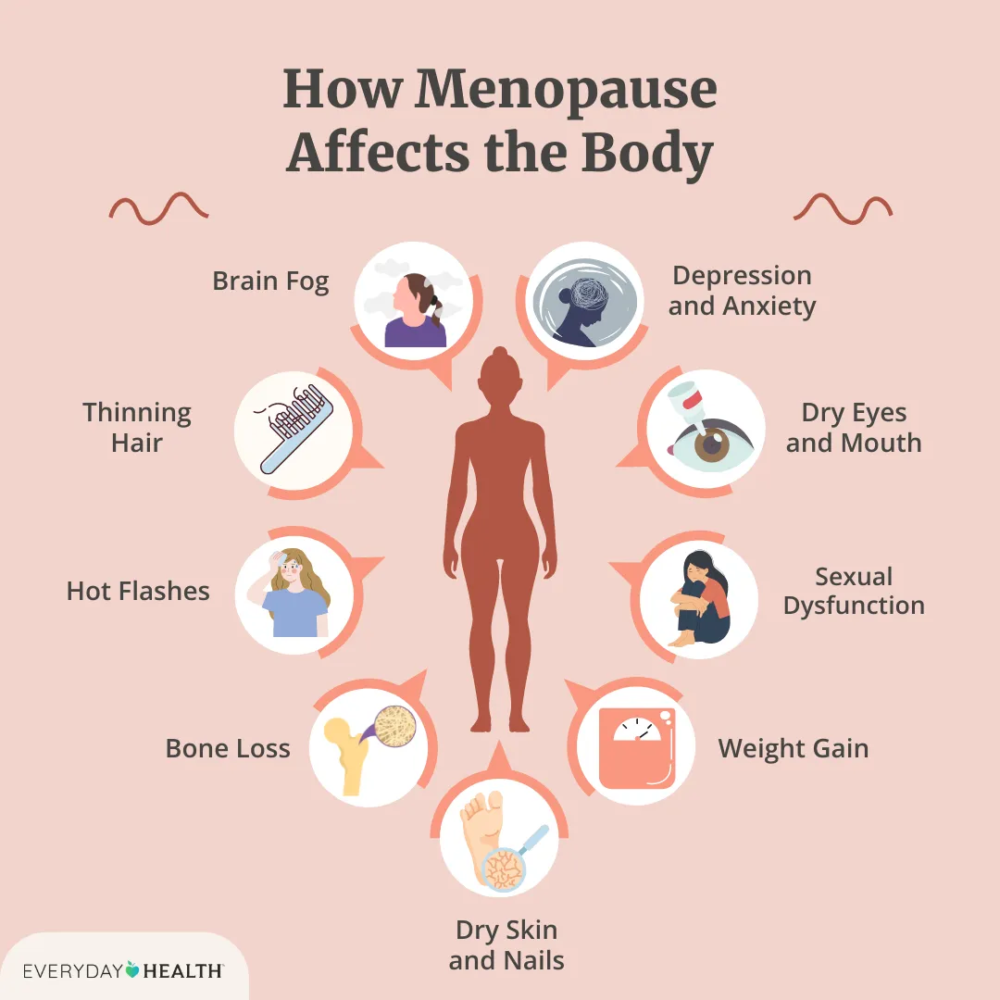 How Menopause
Affects the Body
Brain Fog
Depression
and Anxiety
Thinning
Hair
Dry Eyes
and Mouth
Hot Flashes
Sexual
Dysfunction
Bone Loss
Weight Gain
Dry Skin
and Nails
EVERYDAY HEALTH